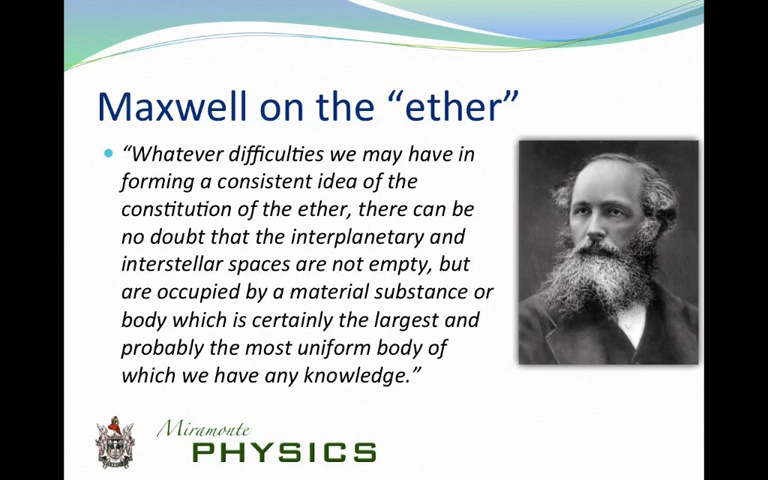 Maxwell on the “ether”
“Whatever difficulties we may have in
forming a consistent idea of the
constitution of the ether, there can be
no doubt that the interplanetary and
interstellar spaces are not empty, but
are occupied by a material substance or
body which is certainly the largest and
probably the most uniform body of
which we have any knowledge.”
Miramonte
PHYSICS